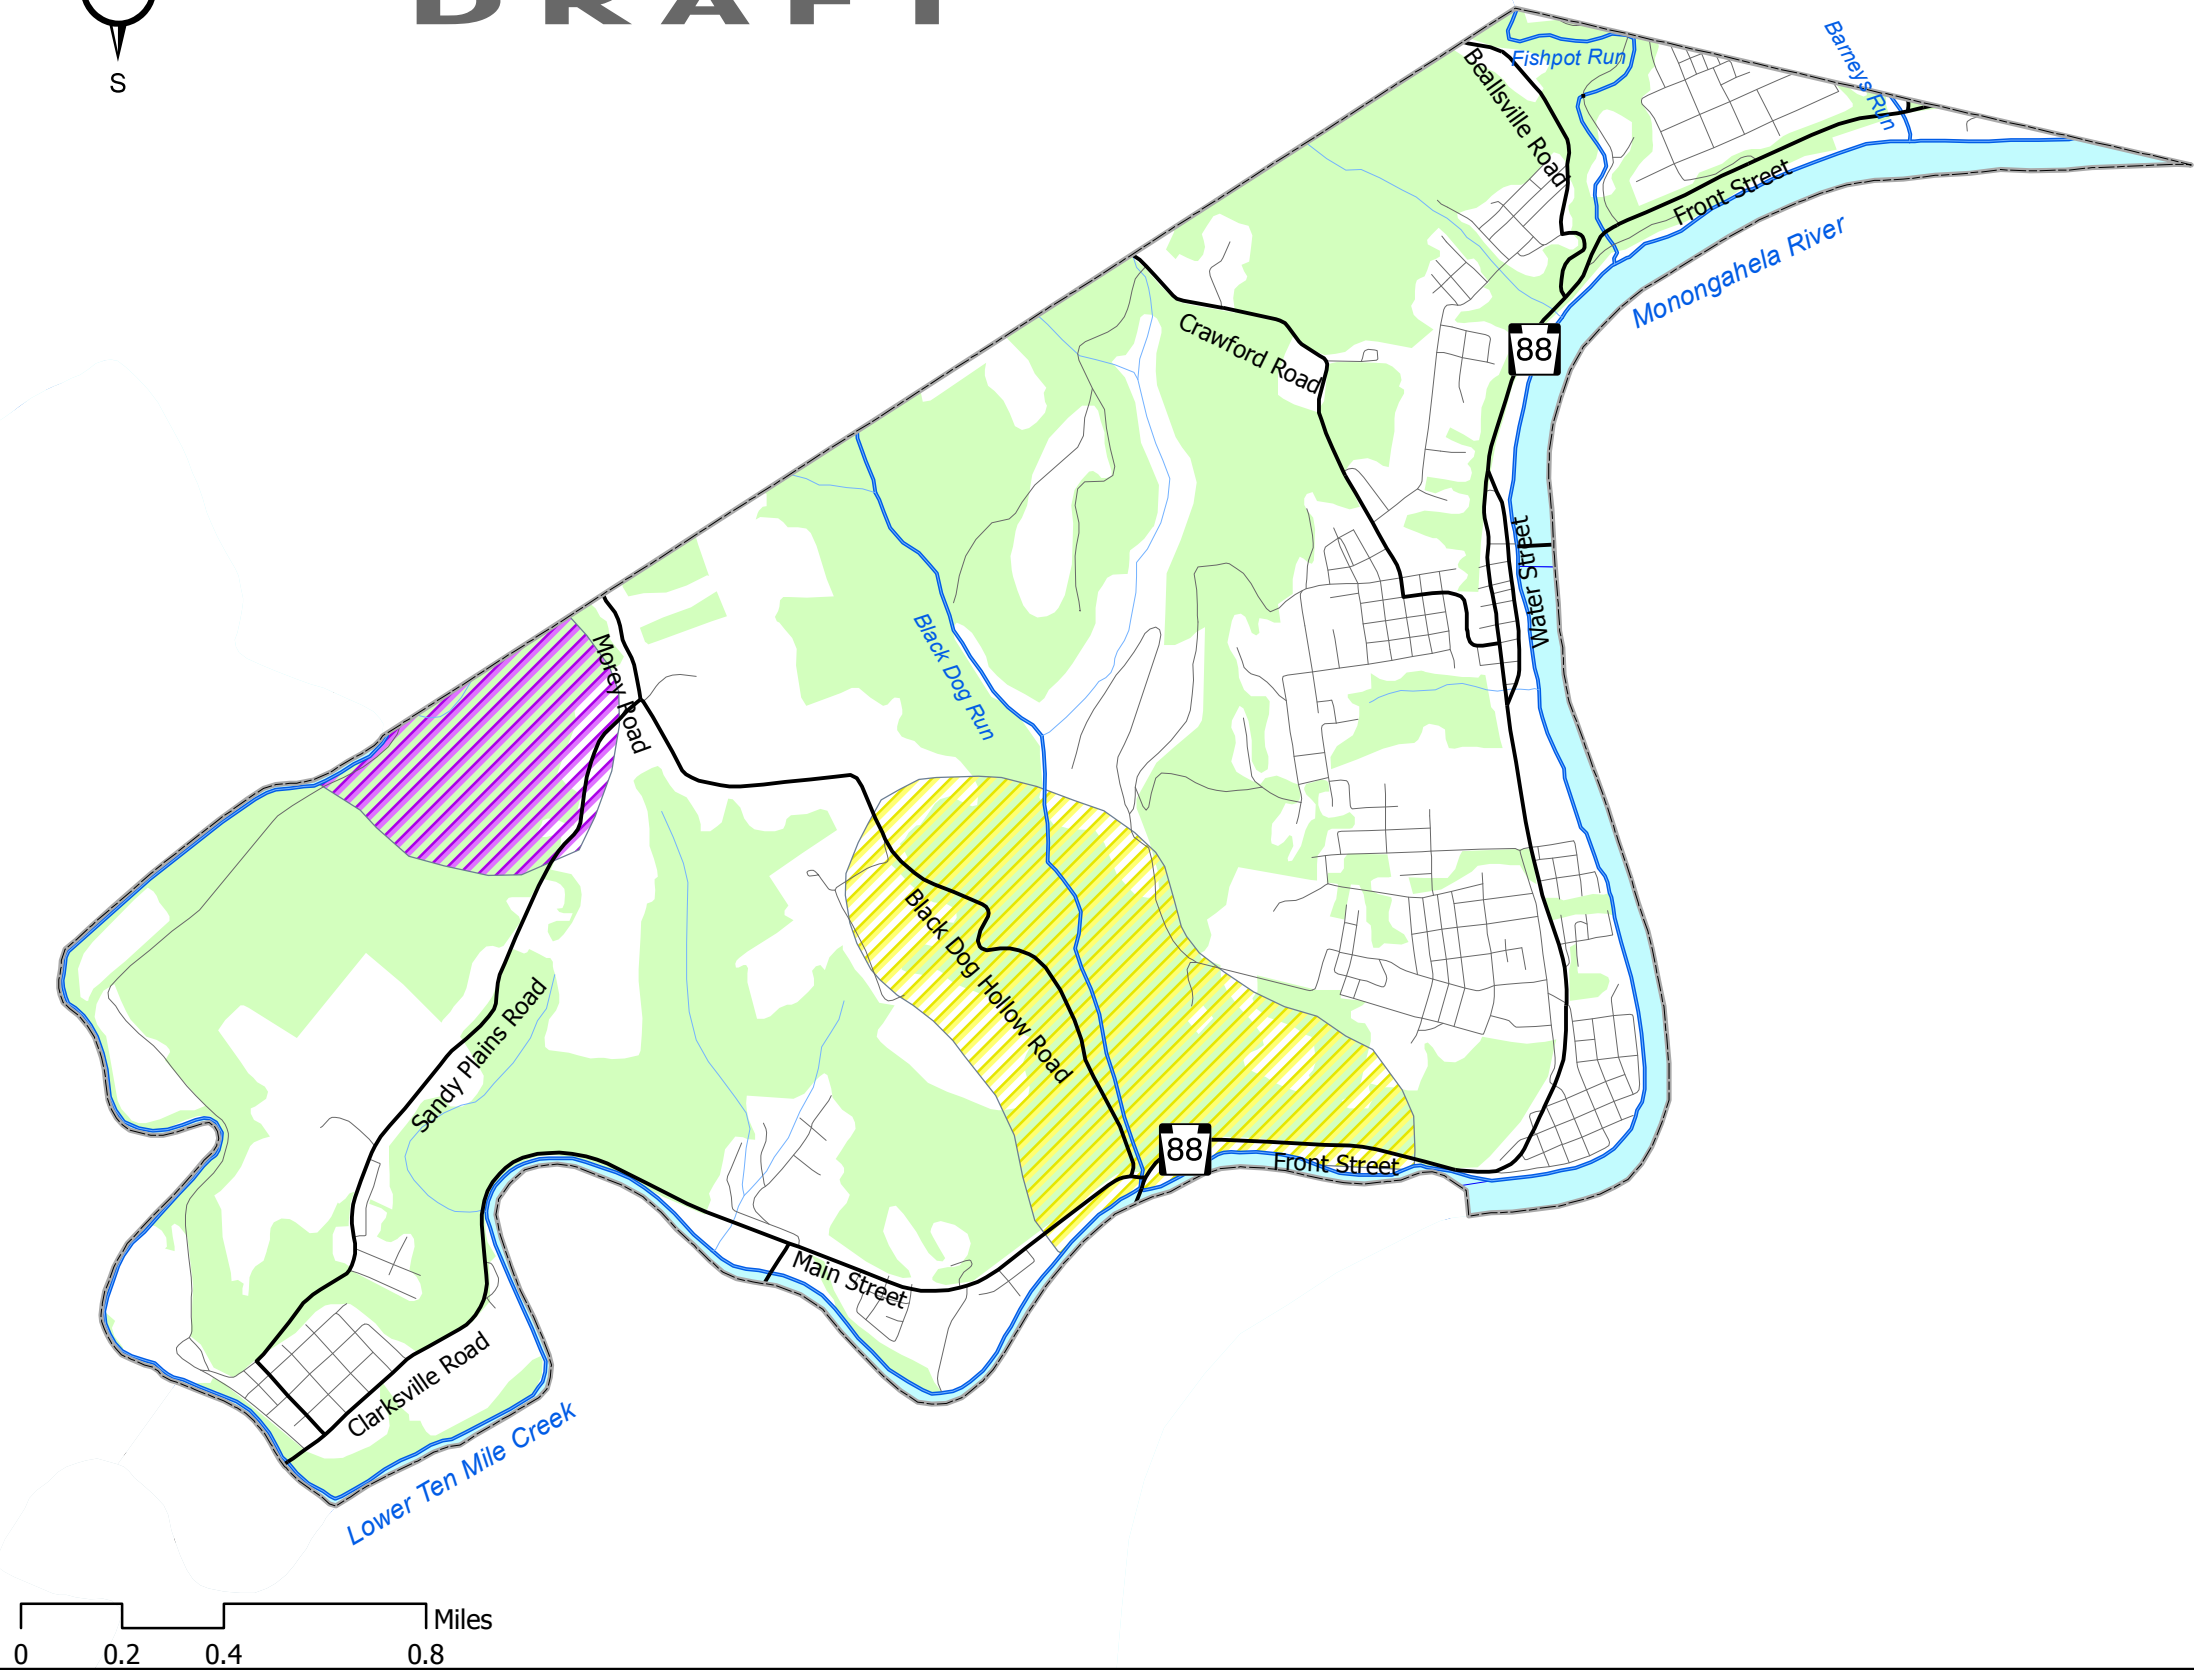 DRAFT
S
Fishpot Run
Barneys Run
Beallsville Road
Front Street
Monongahela River
Crawford Road
88
Water Street
Black Dog Run
Morey Road
Black Dog Hollow Road
Sandy Plains Road
88
Front Street
Main Street
Clarksville Road
Lower Ten Mile Creek
Miles
0 0.2 0.4 0.8